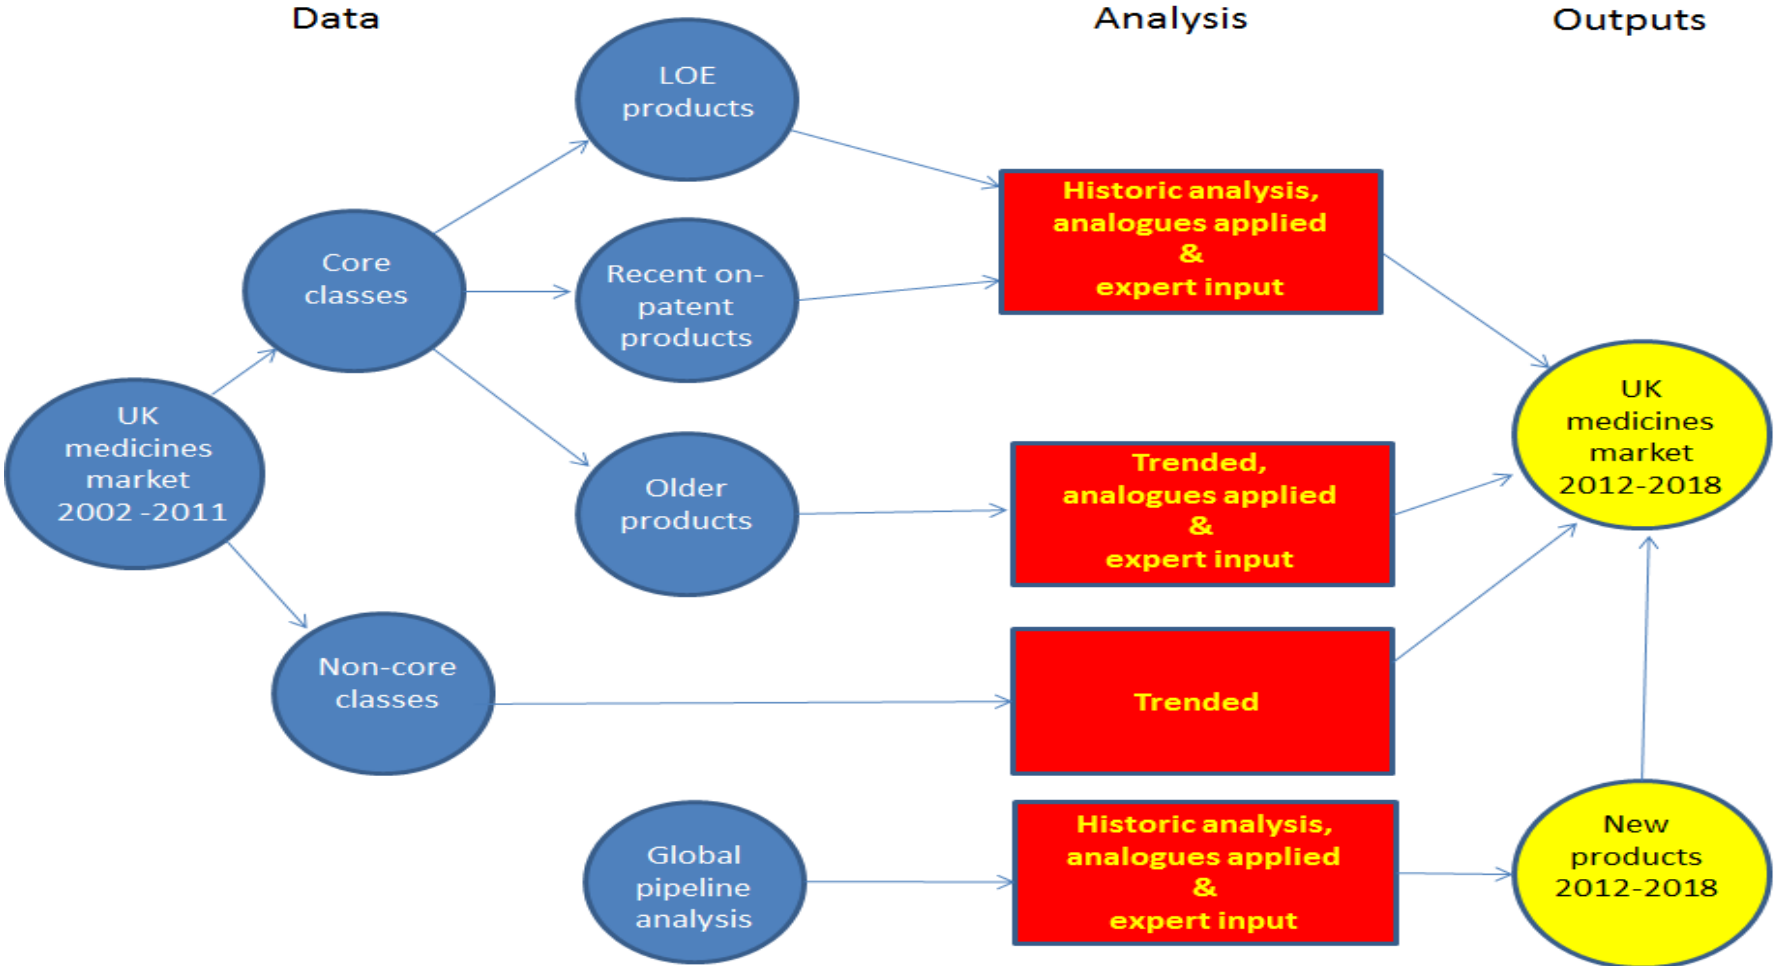 Data
Analysis
Outputs
LOE
products
Core
classes
Recent on-
patent
products
UK
medicines
market
2002 -2011
Older
products
Non-core
classes
Global
pipeline
analysis
Historic analysis,
analogues applied
&
expert input
Trended,
analogues applied
&
expert input
Trended
Historic analysis,
analogues applied
&
expert input
UK
medicines
market
2012-2018
New
products
2012-2018